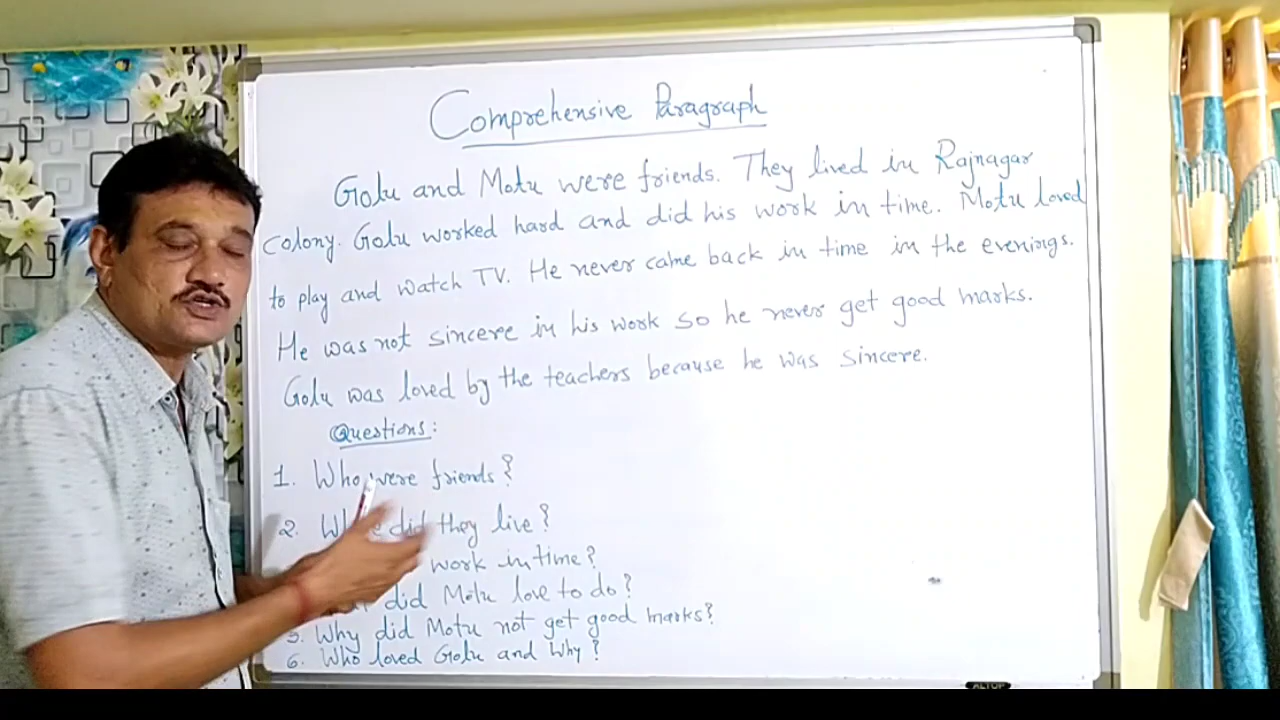 Comprehensive Paragraph
Golu and Motu were friends. They lived in Rajnagar
colony. Golu worked hard and did his work in time. Motu loved
to play and watch TV. He never came back in time in the evenings.
He was not sincere in his work so he never get good marks.
Golu was loved by the teachers because he was sincere.
Questions:
1. Who were friends?
2. did they live?
work in time?
did Motu love to do?
5. Why did Motu not get good marks?
6. Who loved Golu and Why?
ALTOP